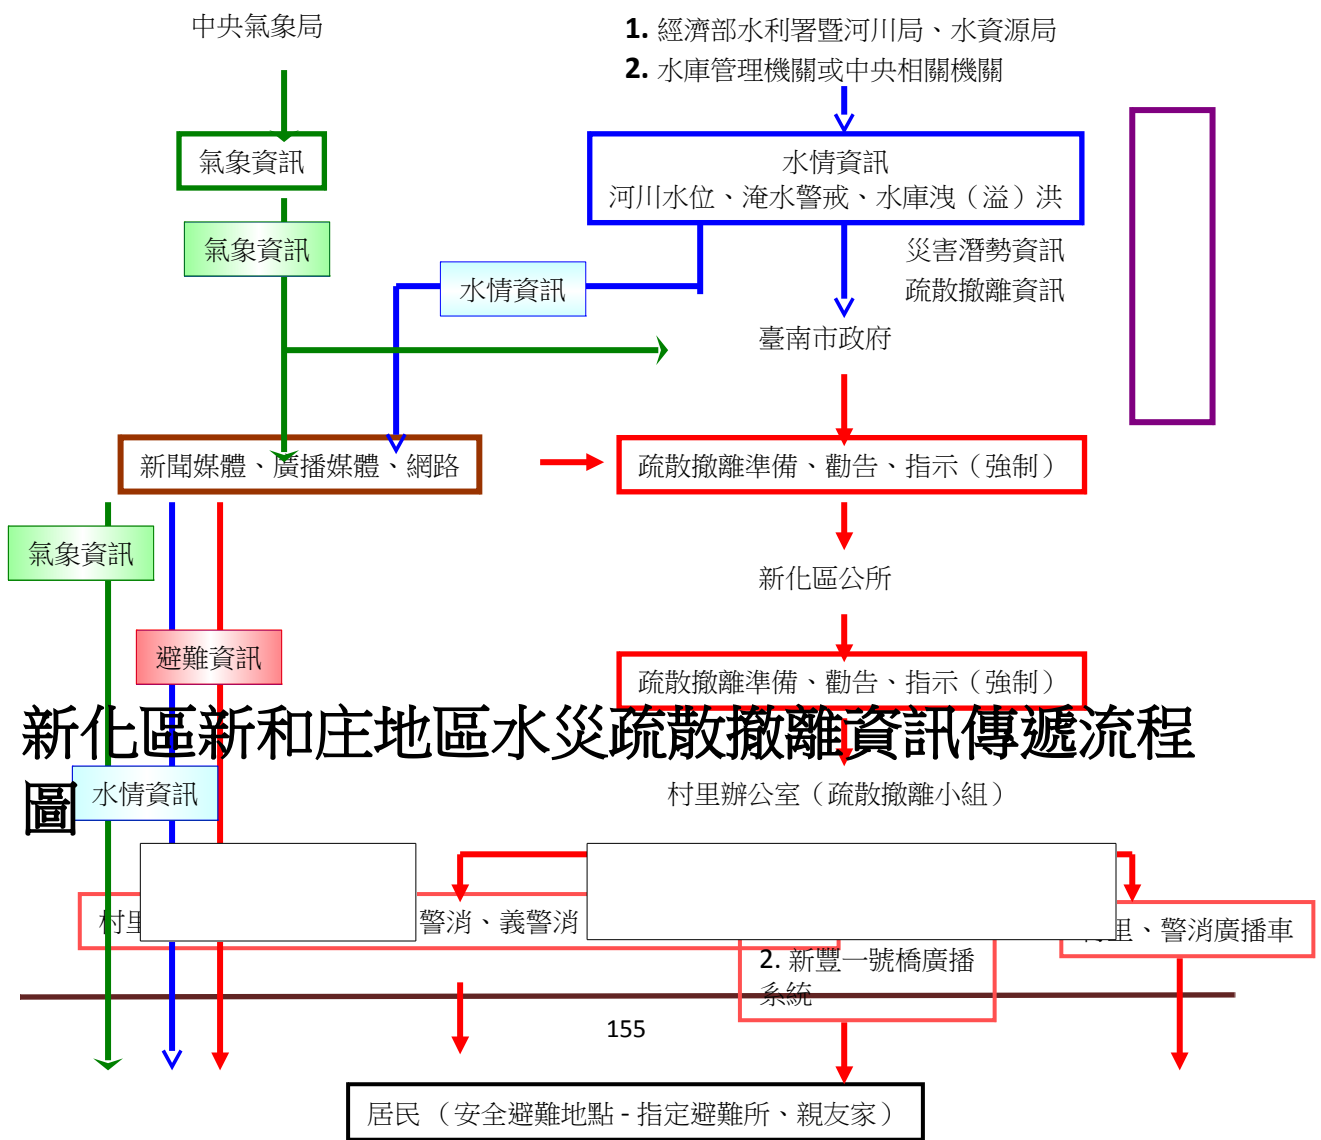 中央氣象局
1. 經濟部水利署暨河川局、水資源局
2. 水庫管理機關或中央相關機關
氣象資訊
水情資訊
河川水位、淹水警戒、水庫洩（溢）洪
氣象資訊
災害潛勢資訊
水情資訊
疏散撤離資訊
臺南市政府
新聞媒體、廣播媒體、網路
疏散撤離準備、勸告、指示（強制）
氣象資訊
新化區公所
避難資訊
疏散撤離準備、勸告、指示（強制）
新化區新和庄地區水災疏散撤離資訊傳遞流程
圖
水情資訊
村里辦公室（疏散撤離小組）
村里
警消、義警消
里、警消廣播車
2. 新豐一號橋廣播
系統
155
居民 （安全避難地點 - 指定避難所、親友家）